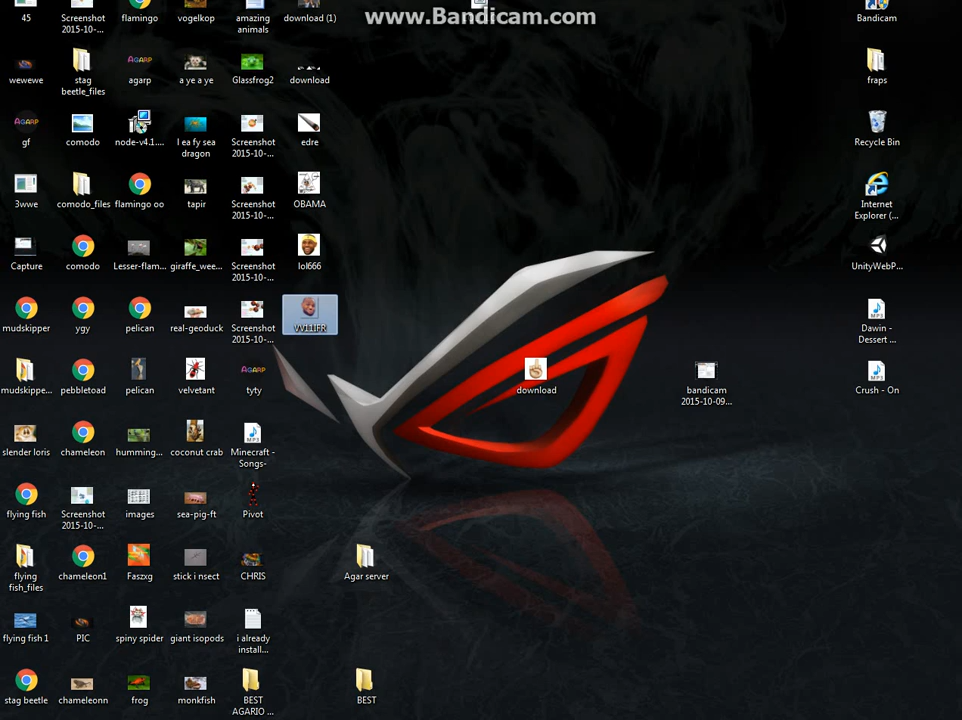 www.Bandicam.com
45
Screenshot
2015-10-...
flamingo
vogelkop
amazing
animals
download (1)
Bandicam
wewewe
stag
beetle_files
agarp
a ye a ye
Glassfrog2
download
fraps
gf
comodo
node-v4.1....
l ea fy sea
dragon
Screenshot
2015-10-...
edre
Recycle Bin
3wwe
comodo_files
flamingo oo
tapir
Screenshot
2015-10-...
OBAMA
Internet
Explorer (...
Capture
comodo
Lesser-flam...
giraffe_wee...
Screenshot
2015-10-...
lol666
UnityWebP...
mudskipper
ygy
pelican
real-geoduck
Screenshot
2015-10-...
Dawin -
Dessert ...
mudskippe...
pebbletoad
pelican
velvetant
AGARP
tyty
download
bandicam
2015-10-09...
Crush - On
slender loris
chameleon
humming...
coconut crab
Minecraft -
Songs-
flying fish
Screenshot
2015-10-...
images
sea-pig-ft
Pivot
flying
fish_files
chameleon1
Faszxg
stick i nsect
CHRIS
Agar server
flying fish 1
PIC
spiny spider
giant isopods
i already
install...
stag beetle
chameleonn
frog
monkfish
BEST
AGARIO ...
BEST